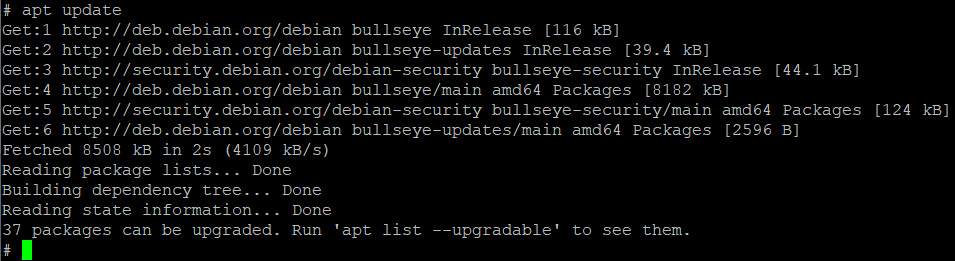 # apt update
Get:1 http://deb.debian.org/debian bullseye InRelease [116 kB]
Get:2 http://deb.debian.org/debian bullseye-updates InRelease [39.4 kB]
Get:3 http://security.debian.org/debian-security bullseye-security InRelease [44.1 kB]
Get:4 http://deb.debian.org/debian bullseye/main amd64 Packages [8182 kB]
Get:5 http://security.debian.org/debian-security bullseye-security/main amd64 Packages [124 kB]
Get:6 http://deb.debian.org/debian bullseye-updates/main amd64 Packages [2596 B]
Fetched 8508 kB in 2s (4109 kB/s)
Reading package lists... Done
Building dependency tree... Done
Reading state information... Done
37 packages can be upgraded. Run 'apt list --upgradable' to see them.
#